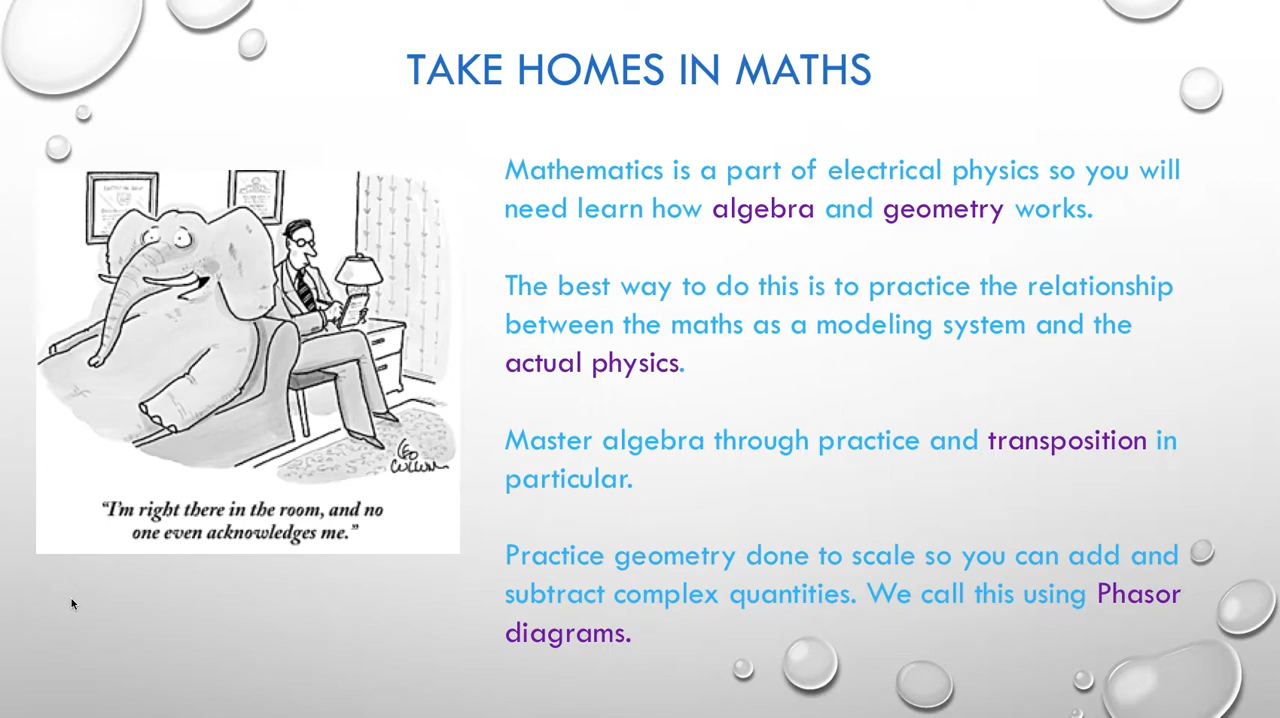 TAKE HOMES IN MATHS
Mathematics is a part of electrical physics so you will
need learn how algebra and geometry works.
The best way to do this is to practice the relationship
between the maths as a modeling system and the
actual physics.
Master algebra through practice and transposition in
particular.
Practice geometry done to scale so you can add and
subtract complex quantities. We call this using Phasor
diagrams.
LEO
CULLUM
“I’m right there in the room, and no
one even acknowledges me.”